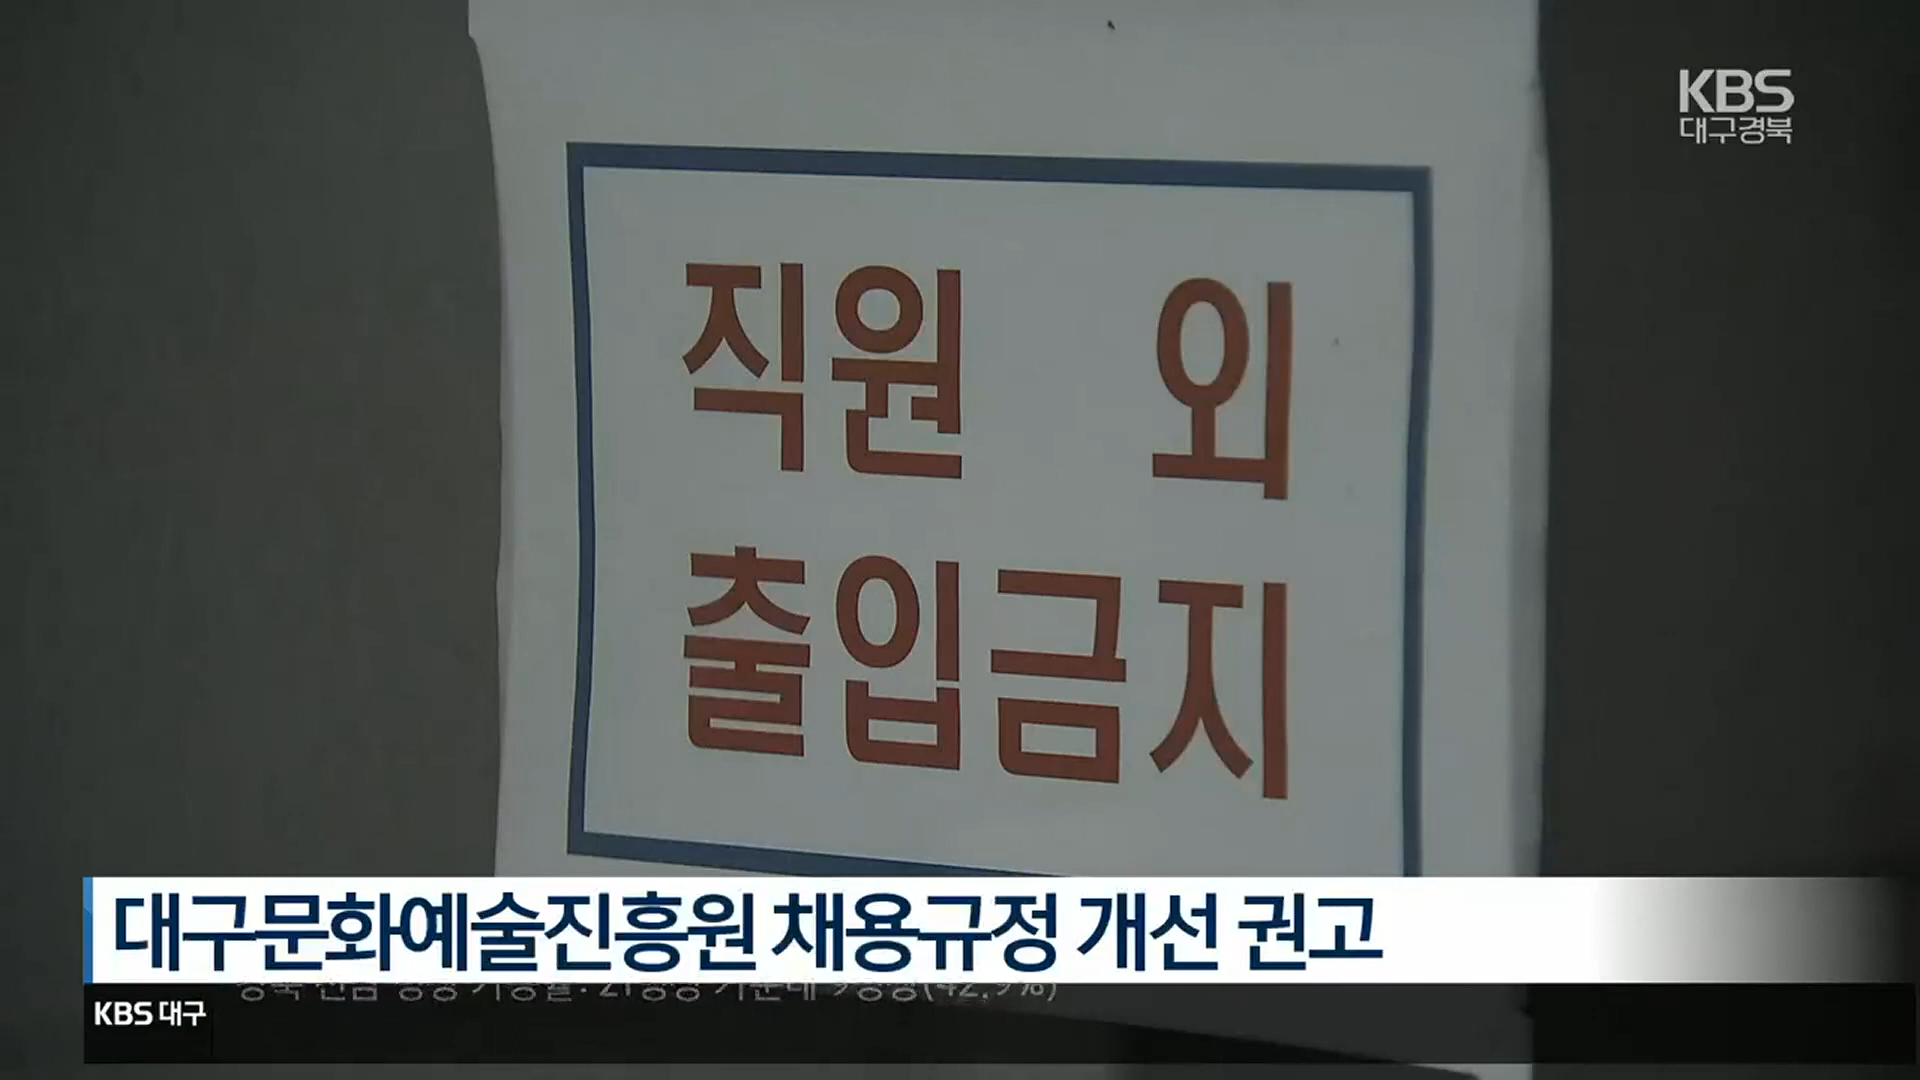 KBS
대구경북
직원 외
출입금지
대구문화예술진흥원 채용규정 개선 권고
KBS 대구